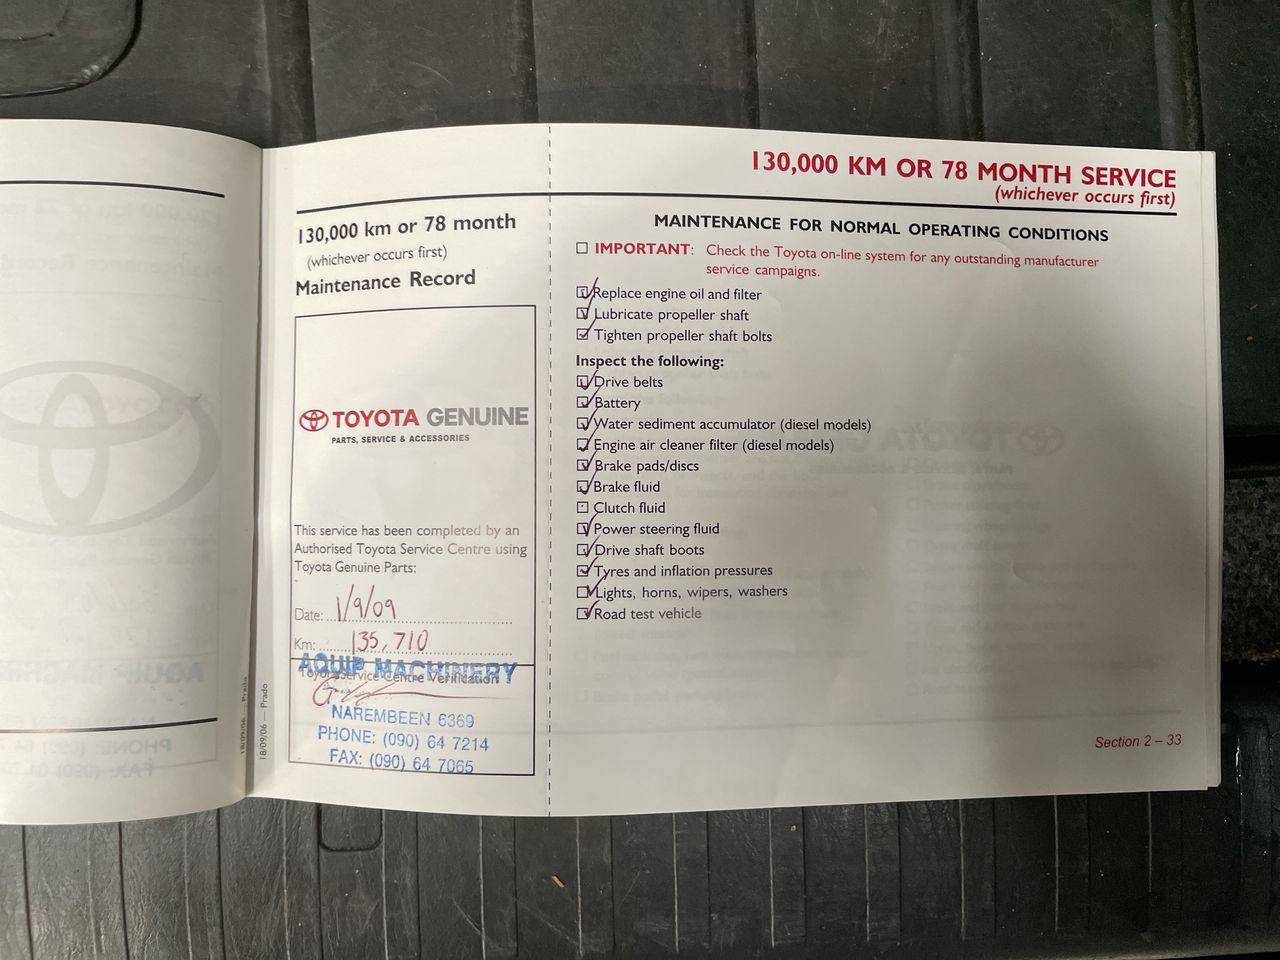 130,000 km or 78 month
(whichever occurs first)
Maintenance Record
TOYOTA GENUINE
PARTS, SERVICE & ACCESSORIES
This service has been completed by an
Authorised Toyota Service Centre using
Toyota Genuine Parts:
Date: 1/9/09
Km: 135,710
AQUIP MACHINERY
Toyota Service Centre Verification
NAREMBEEN 6369
PHONE: (090) 64 7214
FAX: (090) 64 7065
18/09/06 — Prado
130,000 KM OR 78 MONTH SERVICE
(whichever occurs first)
MAINTENANCE FOR NORMAL OPERATING CONDITIONS
IMPORTANT: Check the Toyota on-line system for any outstanding manufacturer
service campaigns.
Replace engine oil and filter
Lubricate propeller shaft
Tighten propeller shaft bolts
Inspect the following:
Drive belts
Battery
Water sediment accumulator (diesel models)
Engine air cleaner filter (diesel models)
Brake pads/discs
Brake fluid
Clutch fluid
Power steering fluid
Drive shaft boots
Tyres and inflation pressures
Lights, horns, wipers, washers
Road test vehicle
Section 2 – 33